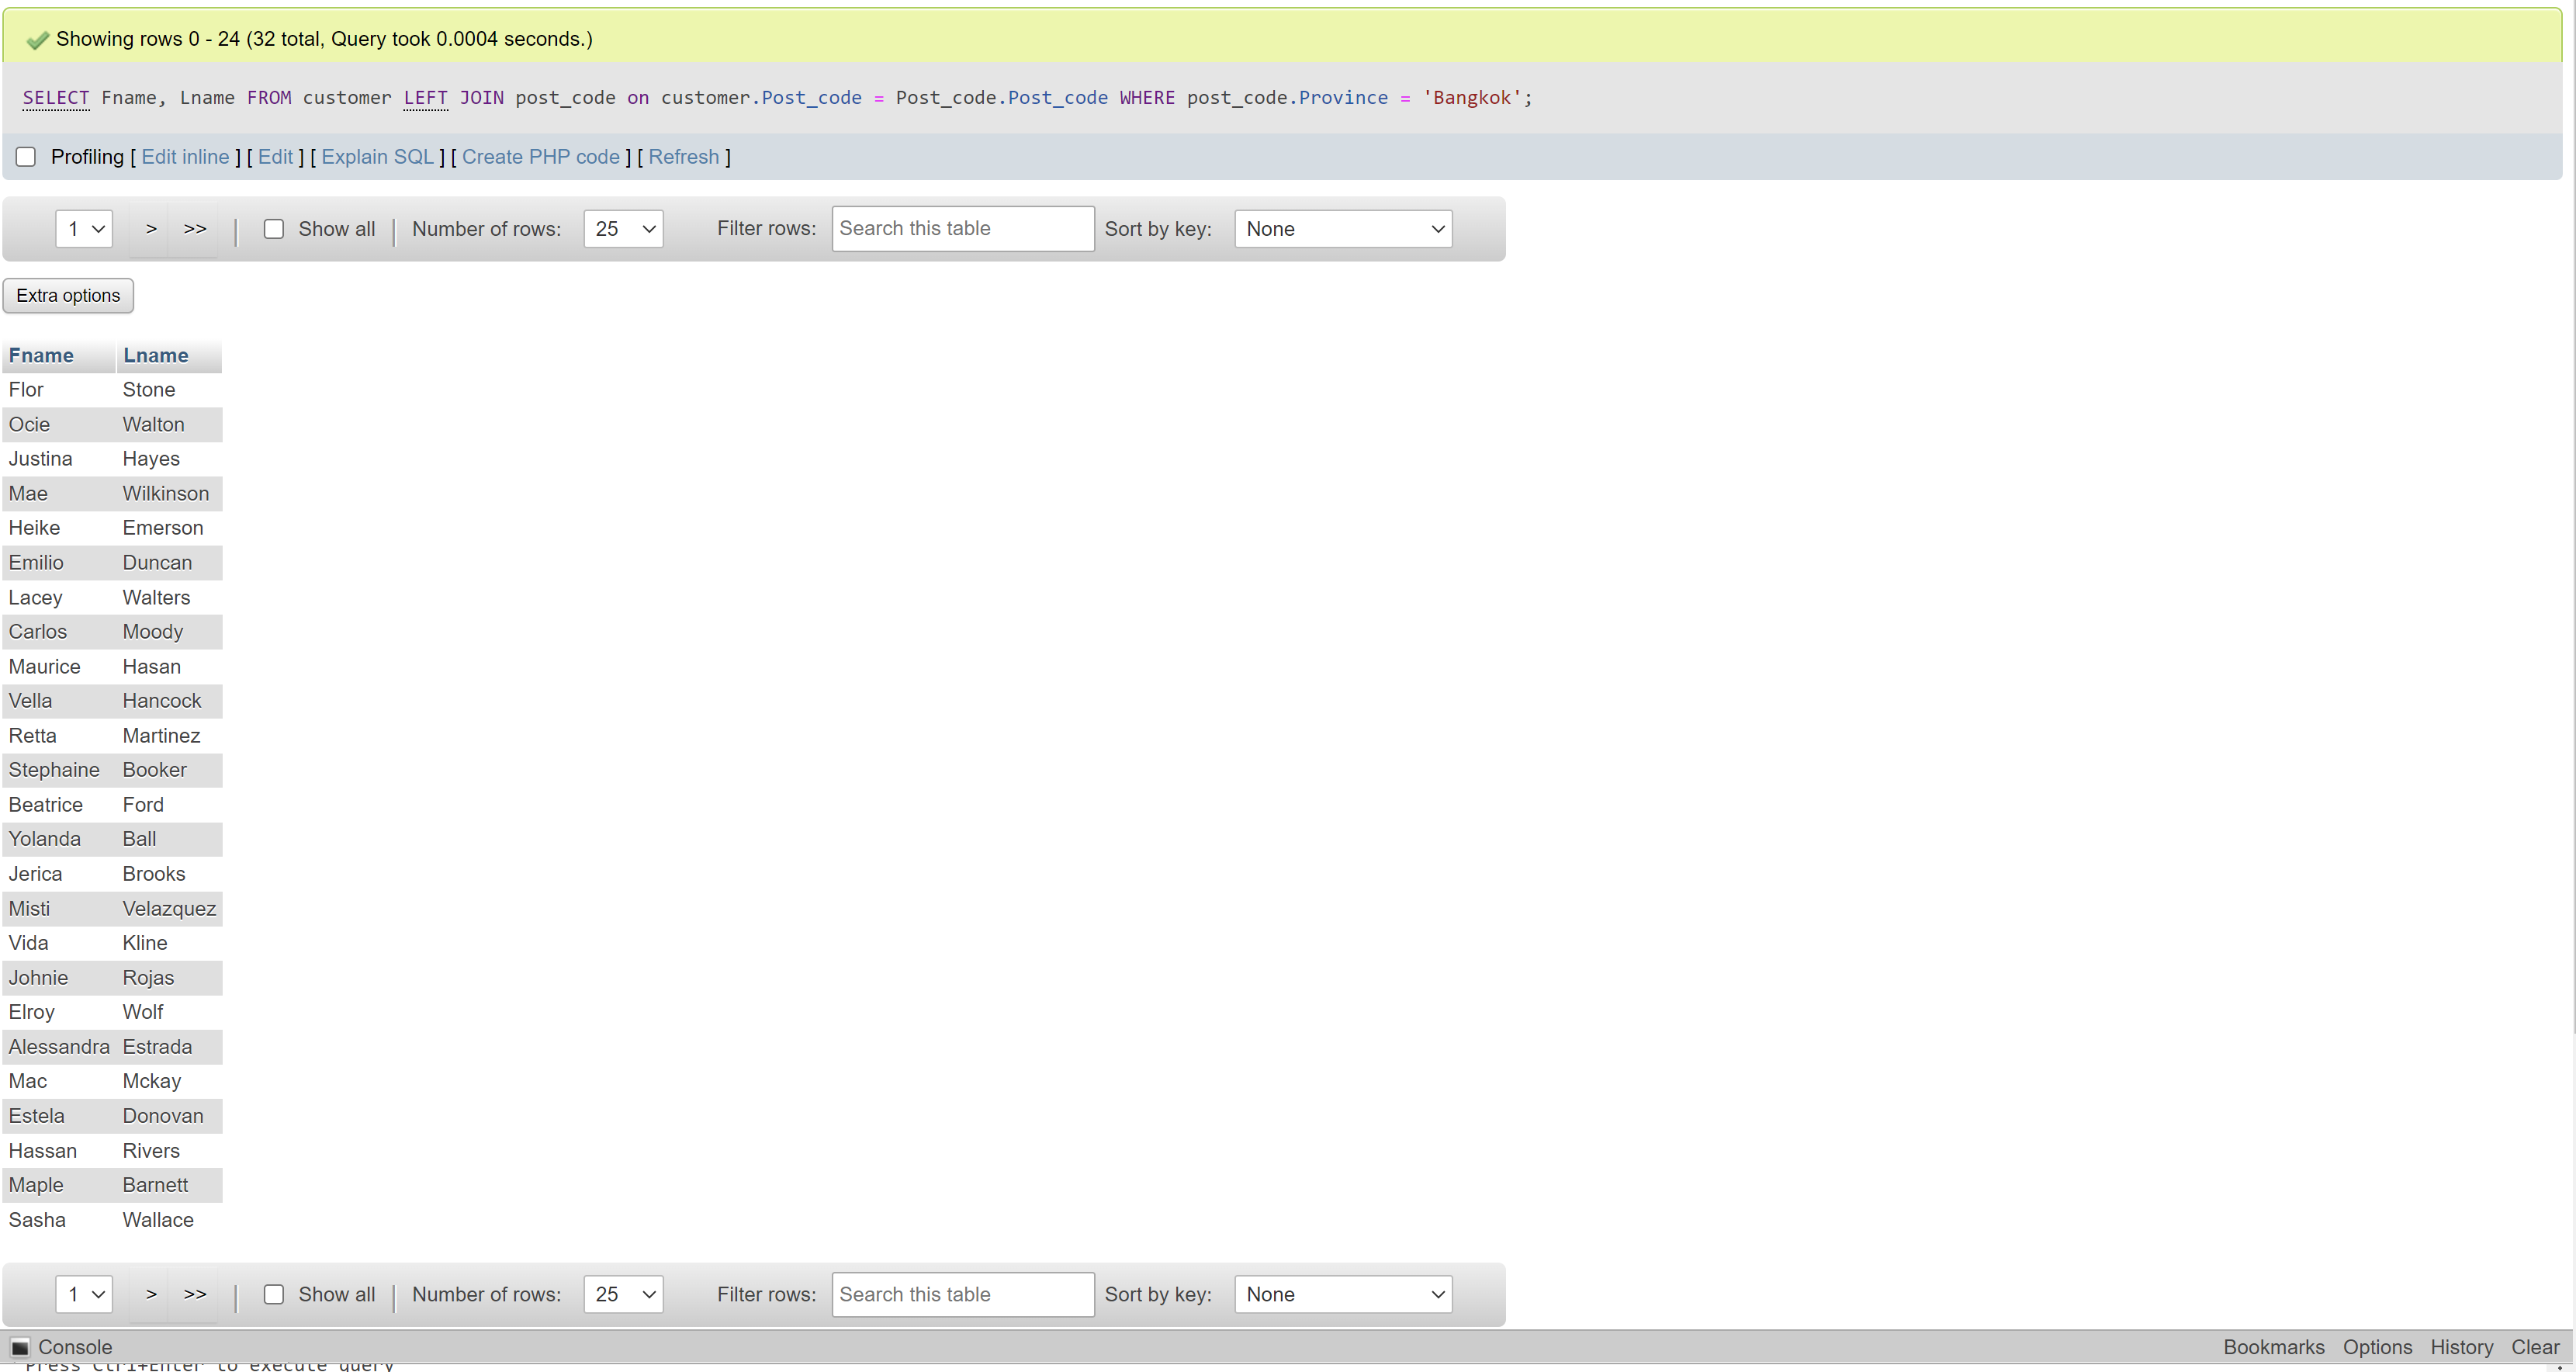 Showing rows 0 - 24 (32 total, Query took 0.0004 seconds.)
SELECT Fname, Lname FROM customer LEFT JOIN post_code on customer.Post_code = Post_code.Post_code WHERE post_code.Province = 'Bangkok';
Profiling [ Edit inline ] [ Edit ] [ Explain SQL ] [ Create PHP code ] [ Refresh ]
1 > >> | Show all | Number of rows: 25 Filter rows: Search this table Sort by key: None
Extra options
Fname Lname
Flor Stone
Ocie Walton
Justina Hayes
Mae Wilkinson
Heike Emerson
Emilio Duncan
Lacey Walters
Carlos Moody
Maurice Hasan
Vella Hancock
Retta Martinez
Stephaine Booker
Beatrice Ford
Yolanda Ball
Jerica Brooks
Misti Velazquez
Vida Kline
Johnie Rojas
Elroy Wolf
Alessandra Estrada
Mac Mckay
Estela Donovan
Hassan Rivers
Maple Barnett
Sasha Wallace
1 > >> | Show all | Number of rows: 25 Filter rows: Search this table Sort by key: None
Console Bookmarks Options History Clear
Press Ctrl+Enter to execute query